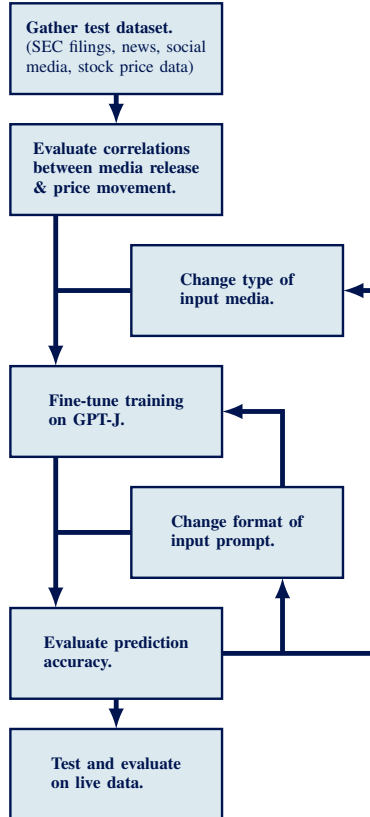 Gather test dataset.
(SEC filings, news, social
media, stock price data)
Evaluate correlations
between media release
& price movement.
Change type of
input media.
Fine-tune training
on GPT-J.
Change format of
input prompt.
Evaluate prediction
accuracy.
Test and evaluate
on live data.